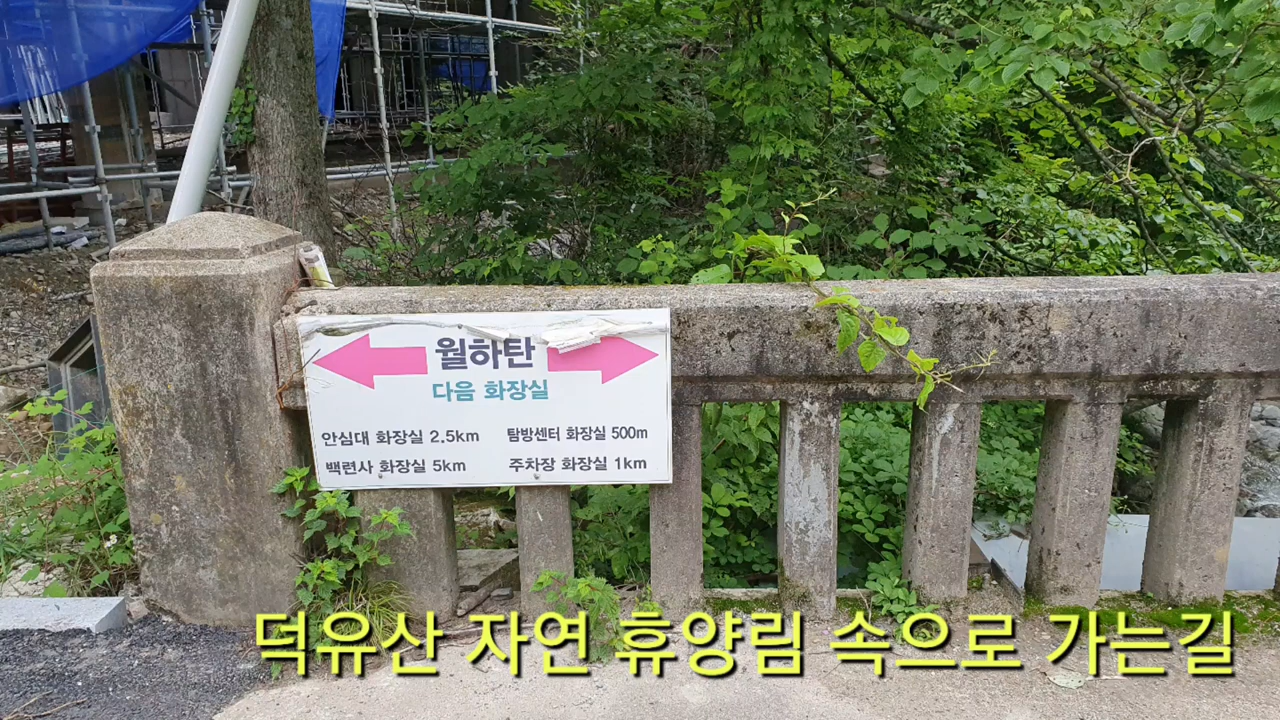 월하탄
다음 화장실
안심대 화장실 2.5km 탐방센터 화장실 500m
백련사 화장실 5km 주차장 화장실 1km
덕유산 자연 휴양림 속으로 가는길